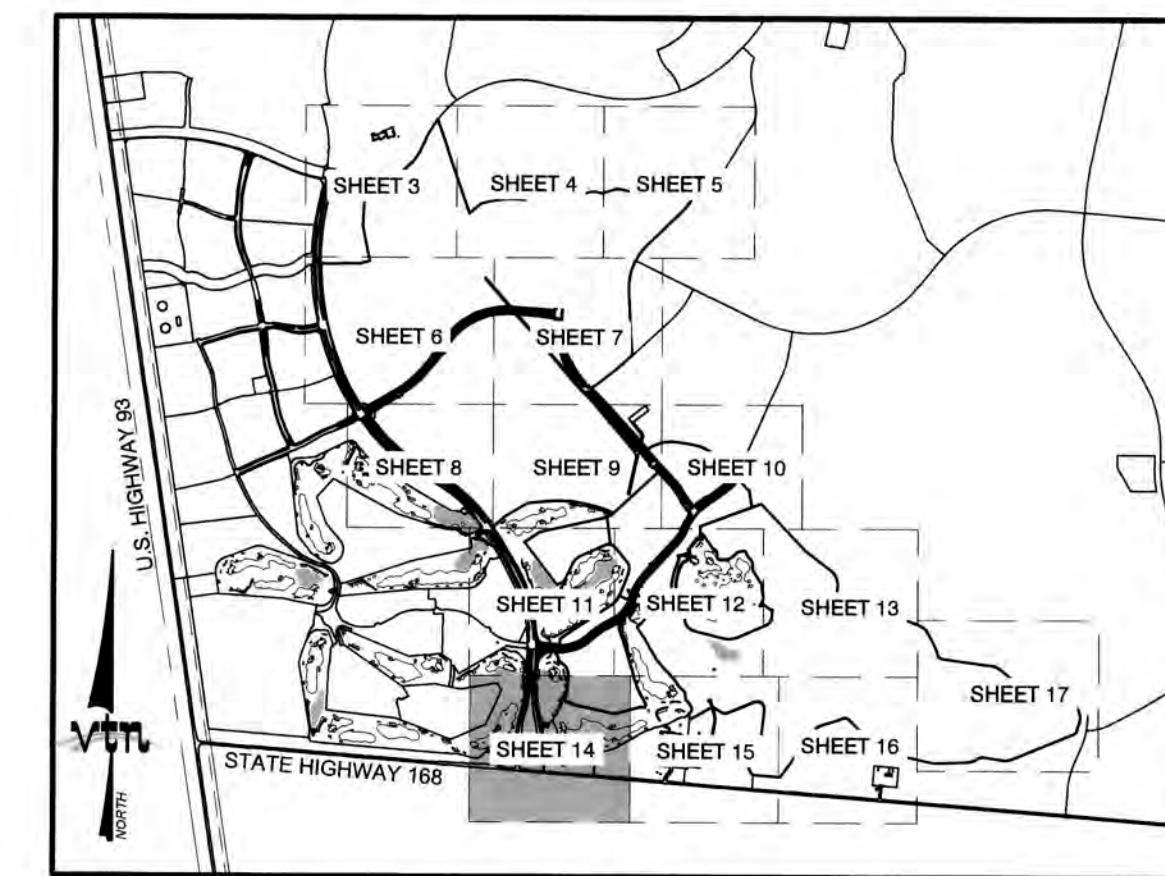 SHEET 3
SHEET 4
SHEET 5
SHEET 6
SHEET 7
U.S. HIGHWAY 93
SHEET 8
SHEET 9
SHEET 10
SHEET 11
SHEET 12
SHEET 13
SHEET 17
vtn
NORTH
STATE HIGHWAY 168
SHEET 14
SHEET 15
SHEET 16